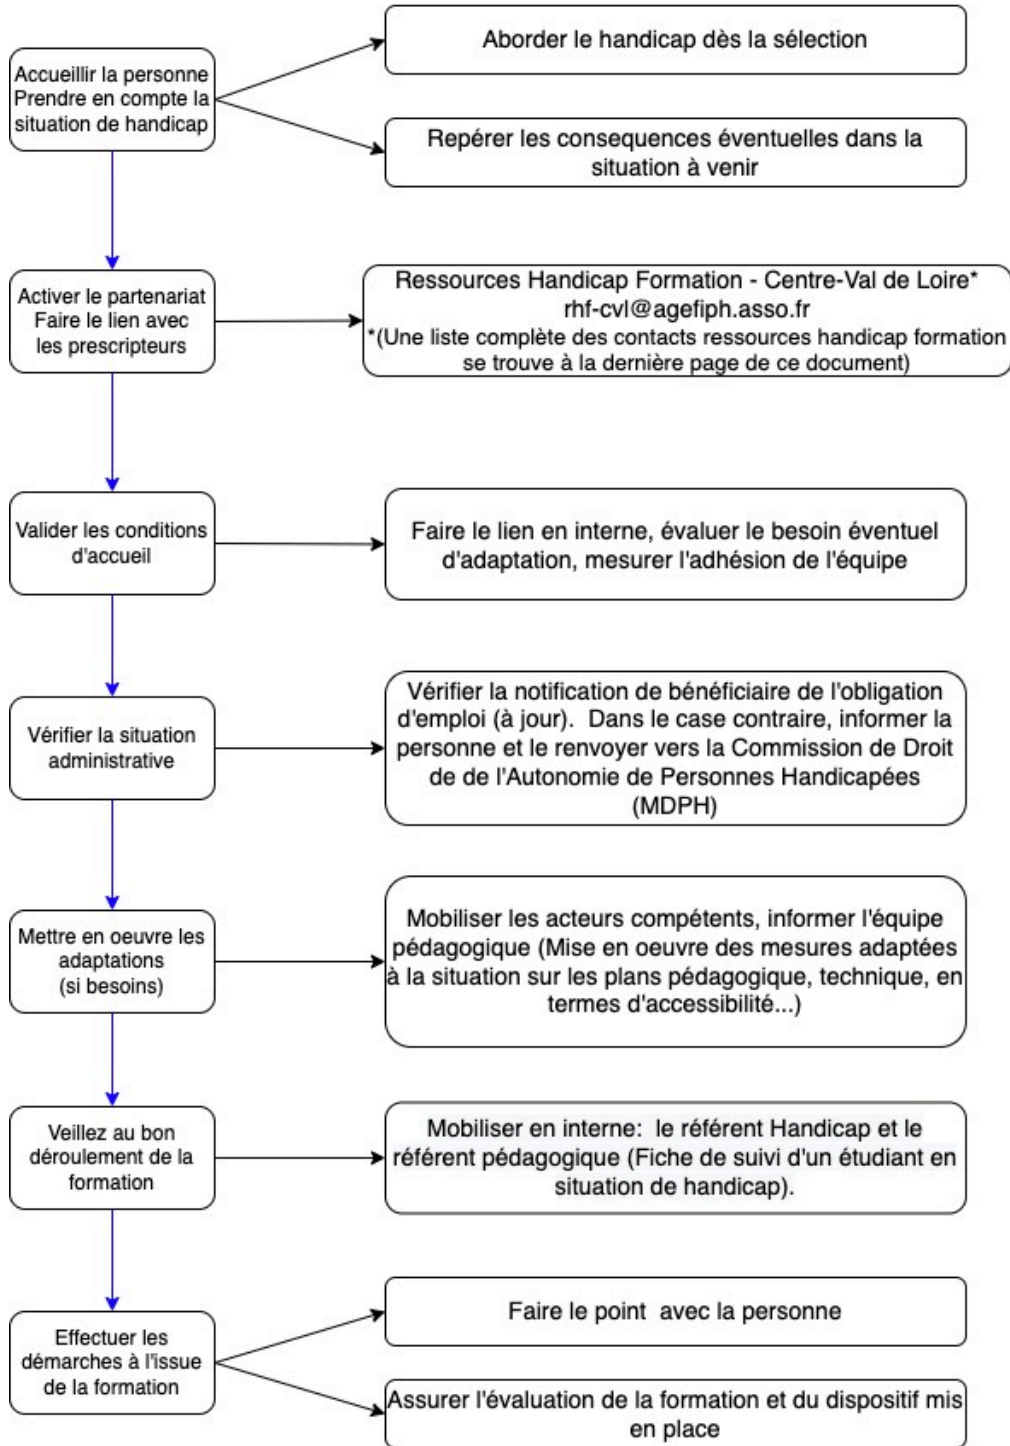 Accueillir la personne
Prendre en compte la
situation de handicap
Aborder le handicap dès la sélection
Repérer les consequences éventuelles dans la
situation à venir
Activer le partenariat
Faire le lien avec
les prescripteurs
Ressources Handicap Formation - Centre-Val de Loire*
rhf-cvl@agefiph.asso.fr
*(Une liste complète des contacts ressources handicap formation
se trouve à la dernière page de ce document)
Valider les conditions
d'accueil
Faire le lien en interne, évaluer le besoin éventuel
d'adaptation, mesurer l'adhésion de l'équipe
Vérifier la situation
administrative
Vérifier la notification de bénéficiaire de l'obligation
d'emploi (à jour).  Dans le case contraire, informer la
personne et le renvoyer vers la Commission de Droit
de de l'Autonomie de Personnes Handicapées
(MDPH)
Mettre en oeuvre les
adaptations
(si besoins)
Mobiliser les acteurs compétents, informer l'équipe
pédagogique (Mise en oeuvre des mesures adaptées
à la situation sur les plans pédagogique, technique, en
termes d'accessibilité...)
Veillez au bon
déroulement de la
formation
Mobiliser en interne:  le référent Handicap et le
référent pédagogique (Fiche de suivi d'un étudiant en
situation de handicap).
Effectuer les
démarches à l'issue
de la formation
Faire le point  avec la personne
Assurer l'évaluation de la formation et du dispositif mis
en place